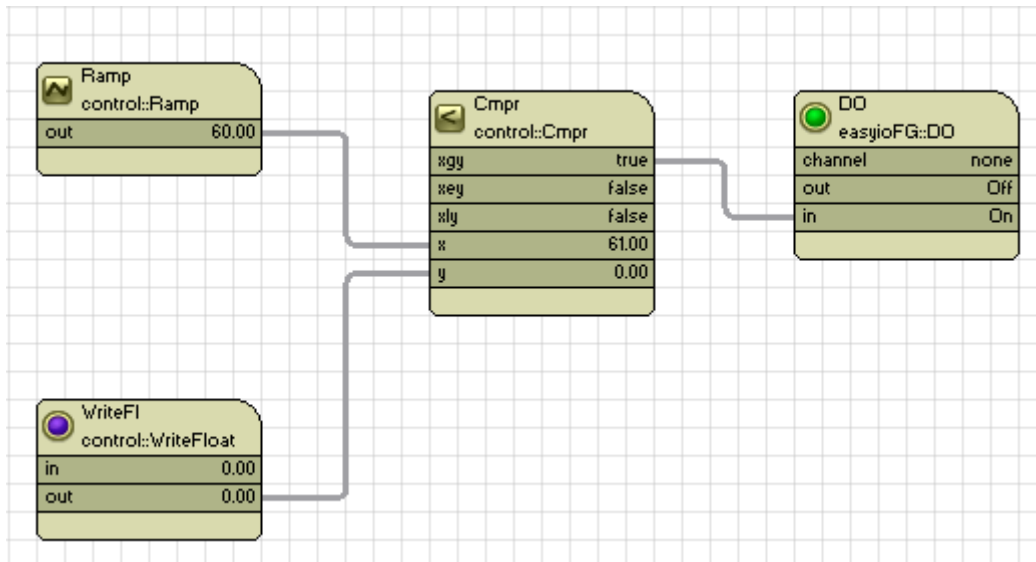 Ramp
control::Ramp
out 60.00
Cmpr
control::Cmpr
xgy true
xey false
xly false
x 61.00
y 0.00
DO
easyioFG::DO
channel none
out Off
in On
WriteFl
control::WriteFloat
in 0.00
out 0.00